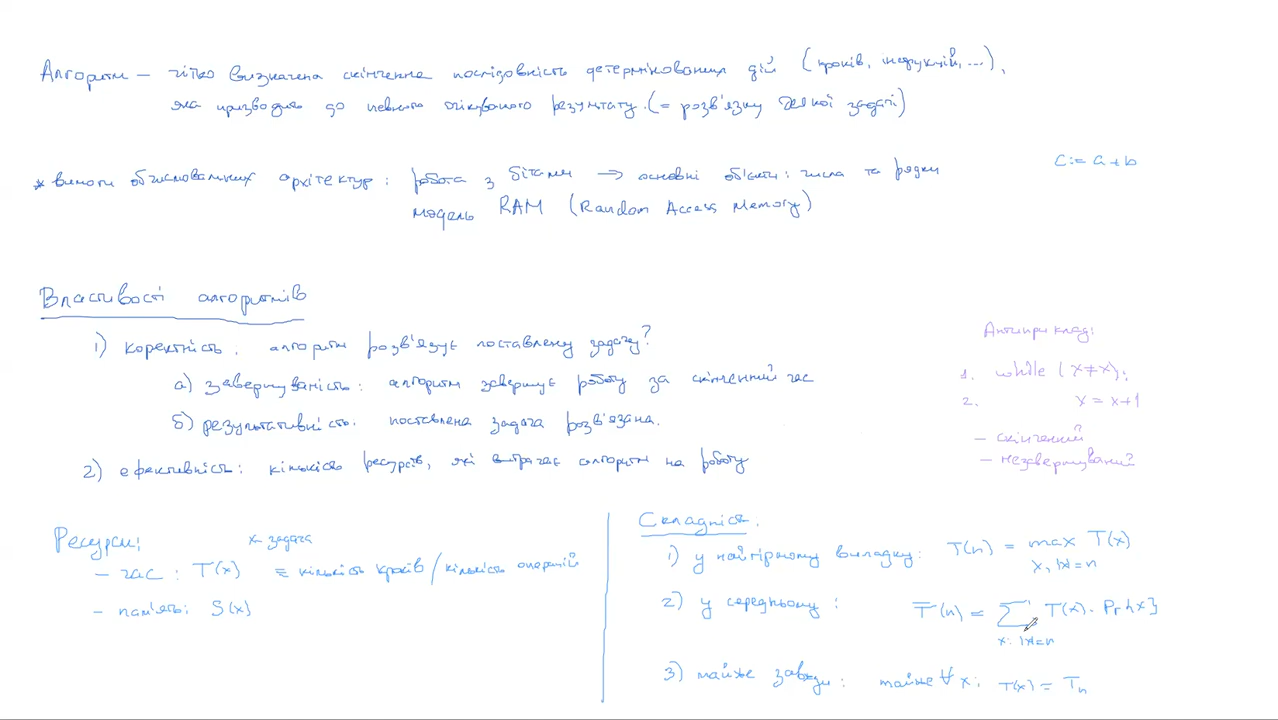 Алгоритм — чітко визначена скінченна послідовність детермінованих дій (кроків, інструкцій, ...),
яка призводить до певного очікуваного результату. (= розв'язку деякої задачі)
c := a + b
* вимоги обчислювальних архітектур: робота з бітами → основні об'єкти: числа та рядки
модель RAM (Random Access Memory)
Властивості алгоритмів
1) коректність: алгоритм розв'язує поставлену задачу?
а) завершуваність: алгоритм завершує роботу за скінченний час
б) результативність: поставлена задача розв'язана.
2) ефективність: кількість ресурсів, які витрачає алгоритм на роботу
Антиприклад:
1. while (x ≠ x);
2. x = x + 1
– скінченний
– незавершуваний
Ресурси:
x – задача
– час: T(x) = кількість кроків / кількість операцій
– пам'ять: S(x)
Складність.
1) у найгіршому випадку: T(n) = max T(x)
x, |x|=n
2) у середньому: T̅(n) = ∑ T(x) · Pr{x}
x: |x|=n
3) майже завжди: майже ∀ x: T(x) = Tn